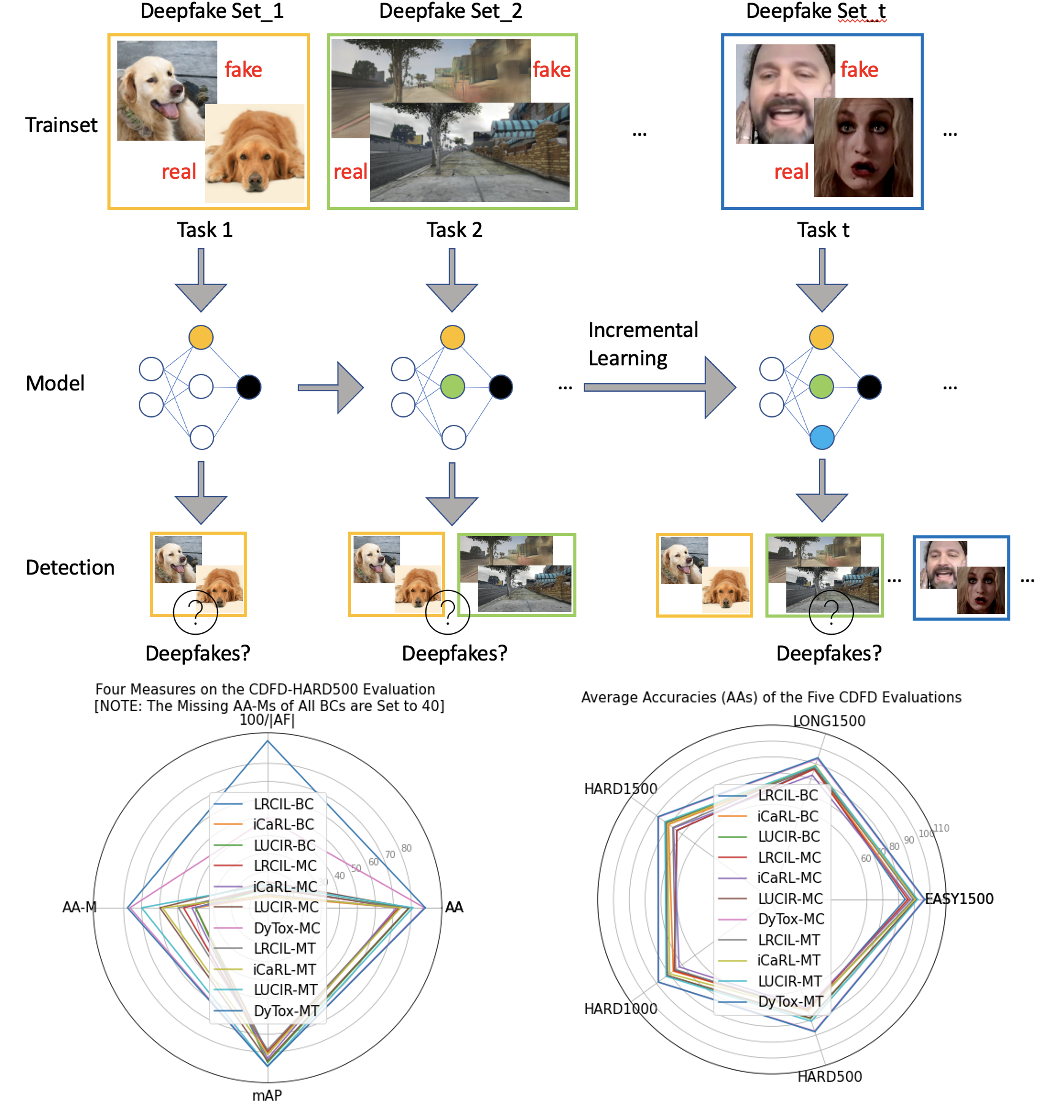 Deepfake Set_1
Deepfake Set_2
Deepfake Set_t
Trainset
fake
real
fake
real
...
fake
real
...
Task 1
Task 2
Task t
Model
...
Incremental
Learning
...
Detection
...
...
?
?
?
Deepfakes?
Deepfakes?
Deepfakes?
Four Measures on the CDFD-HARD500 Evaluation
[NOTE: The Missing AA-Ms of All BCs are Set to 40]
100/|AF|
AA-M
AA
mAP
40
50
60
70
80
LRCIL-BC
iCaRL-BC
LUCIR-BC
LRCIL-MC
iCaRL-MC
LUCIR-MC
DyTox-MC
LRCIL-MT
iCaRL-MT
LUCIR-MT
DyTox-MT
Average Accuracies (AAs) of the Five CDFD Evaluations
LONG1500
HARD1500
EASY1500
HARD1000
HARD500
60
80
90
100
110
LRCIL-BC
iCaRL-BC
LUCIR-BC
LRCIL-MC
iCaRL-MC
LUCIR-MC
DyTox-MC
LRCIL-MT
iCaRL-MT
LUCIR-MT
DyTox-MT